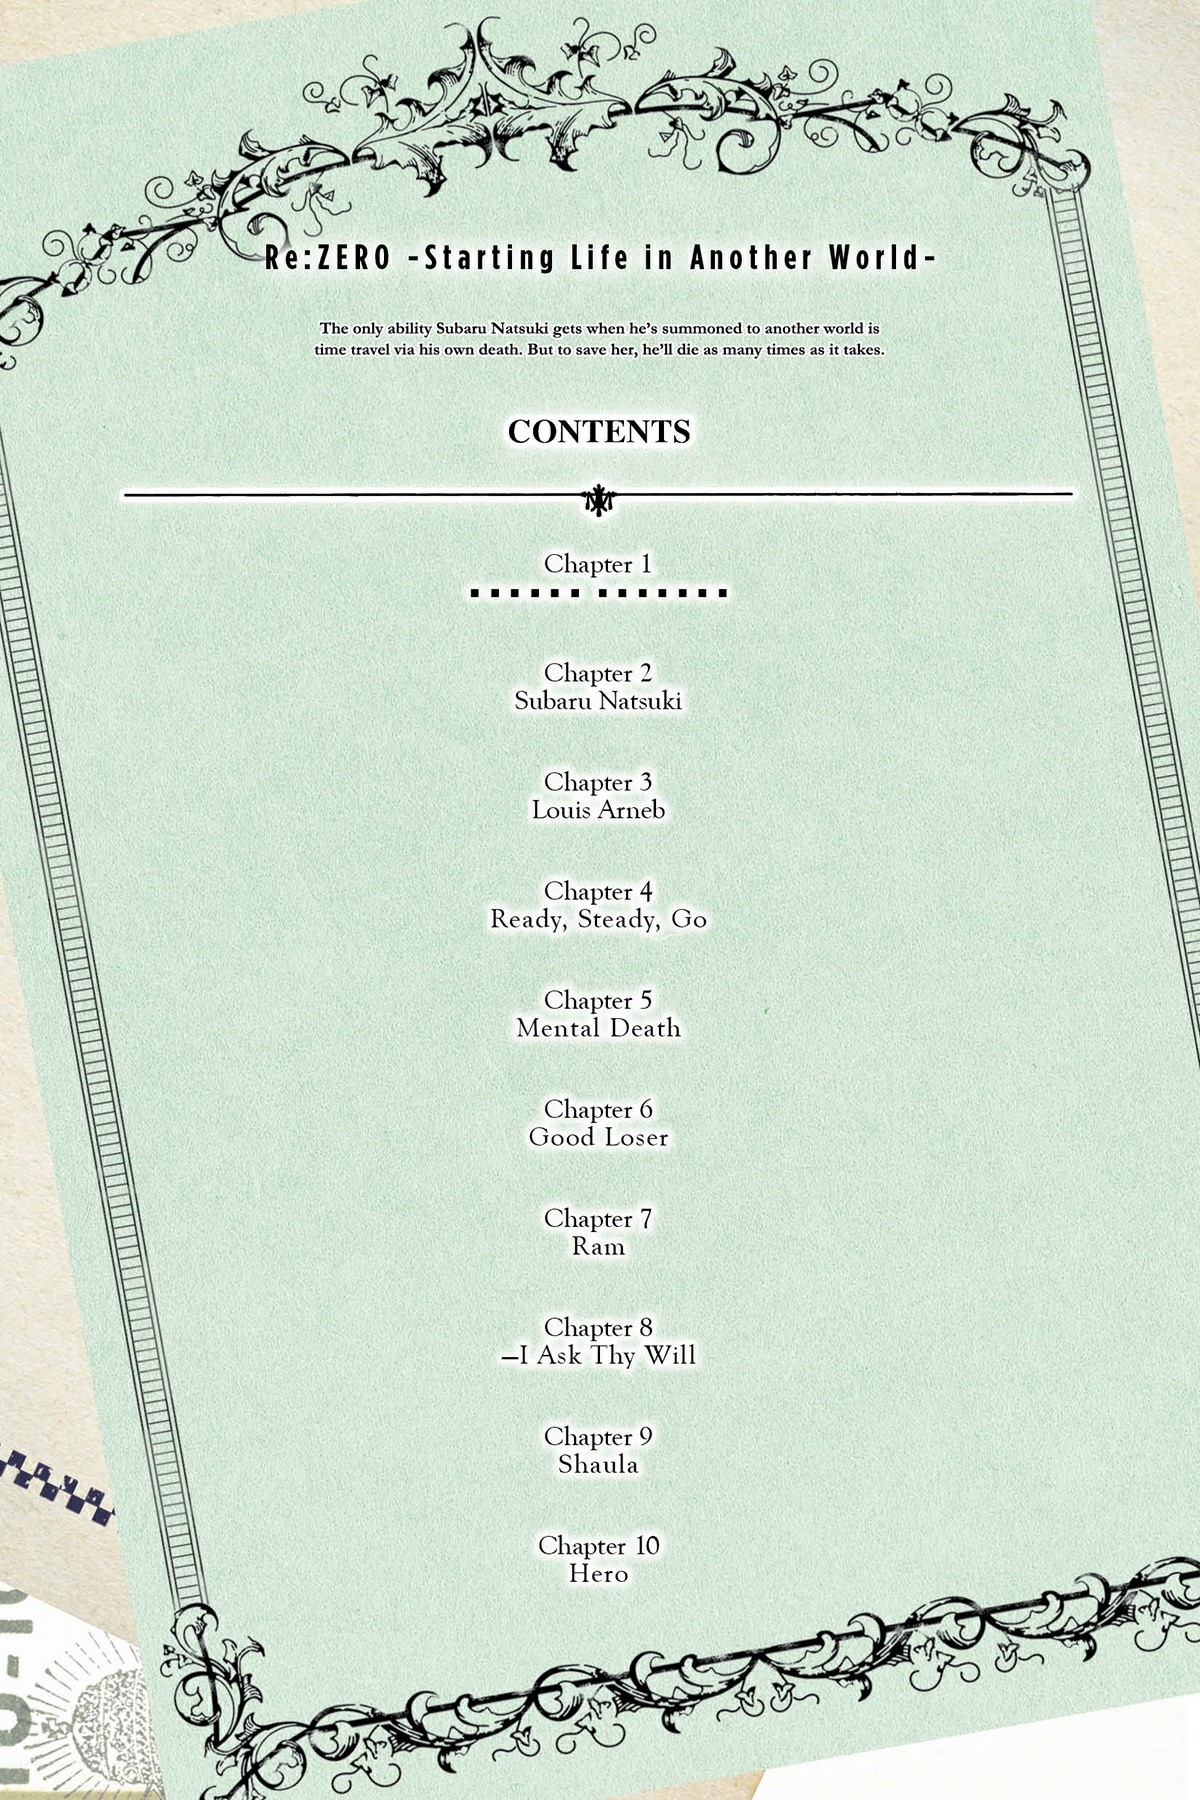 Re:ZERO -Starting Life in Another World-
The only ability Subaru Natsuki gets when he's summoned to another world is
time travel via his own death. But to save her, he'll die as many times as it takes.
CONTENTS
Chapter 1
▪▪▪▪▪▪ ▪▪▪▪▪▪▪
Chapter 2
Subaru Natsuki
Chapter 3
Louis Arneb
Chapter 4
Ready, Steady, Go
Chapter 5
Mental Death
Chapter 6
Good Loser
Chapter 7
Ram
Chapter 8
—I Ask Thy Will
Chapter 9
Shaula
Chapter 10
Hero